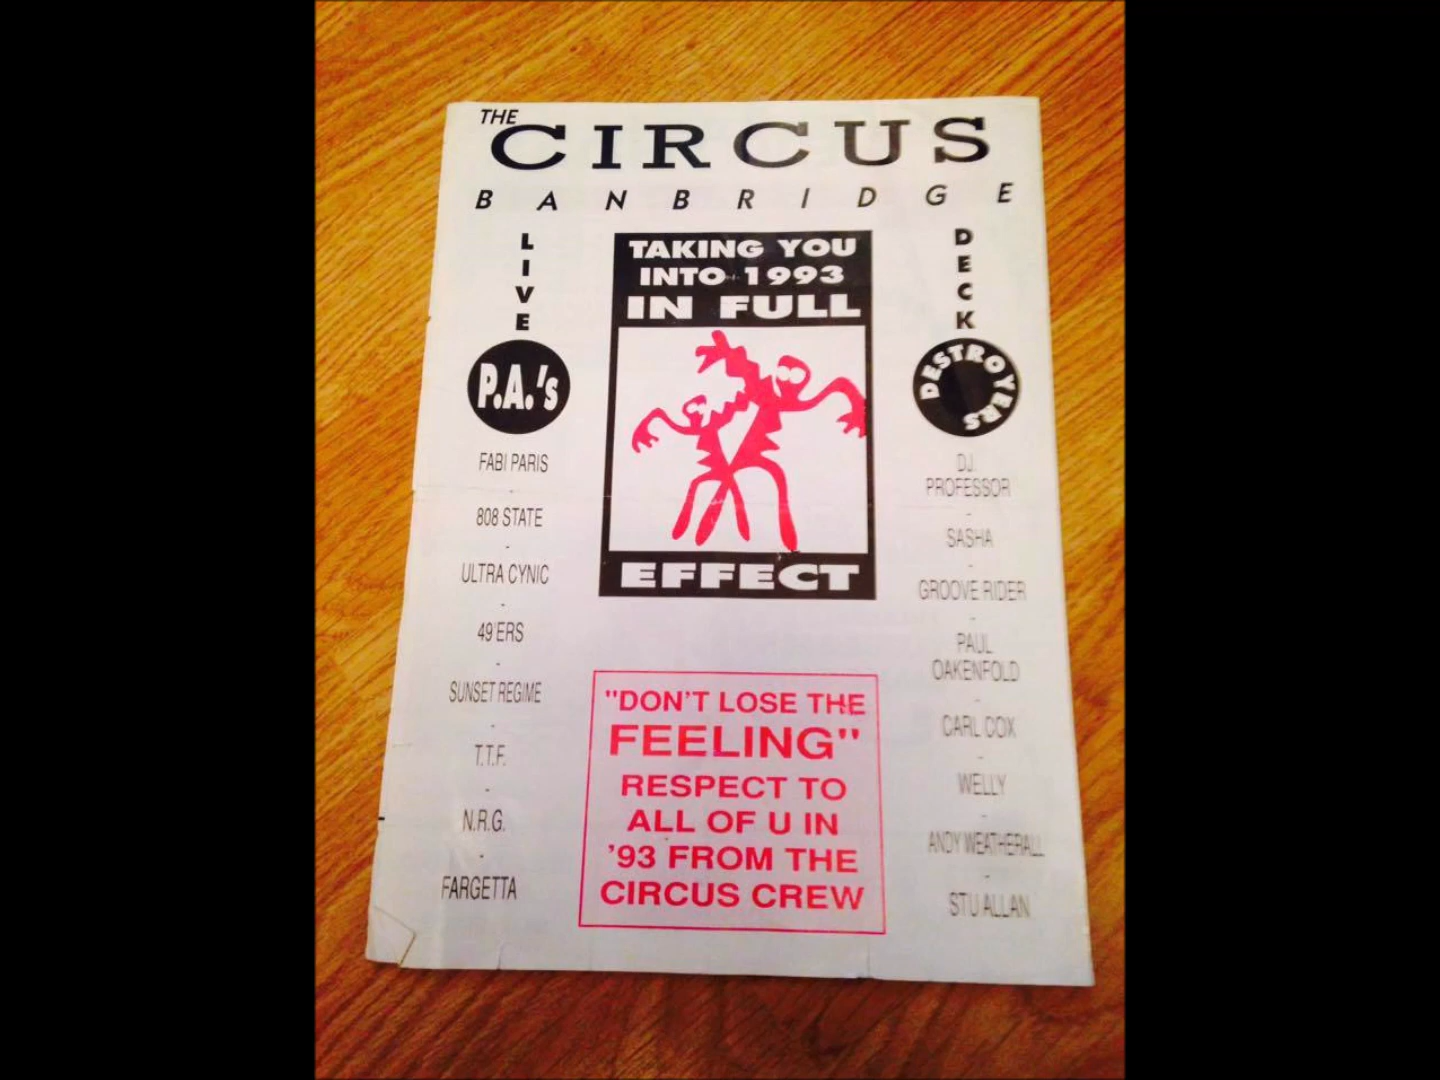 THE
CIRCUS
BANBRIDGE
LIVE
P.A.'s
FABI PARIS
-
808 STATE
-
ULTRA CYNIC
-
49'ERS
-
SUNSET REGIME
-
T.T.F.
-
N.R.G.
-
FARGETTA
TAKING YOU
INTO 1993
IN FULL
EFFECT
"DON'T LOSE THE
FEELING"
RESPECT TO
ALL OF U IN
'93 FROM THE
CIRCUS CREW
DECK
DESTROYERS
DJ.
PROFESSOR
-
SASHA
-
GROOVE RIDER
-
PAUL
OAKENFOLD
-
CARL COX
-
WELLY
-
ANDY WEATHERALL
-
STU ALLAN